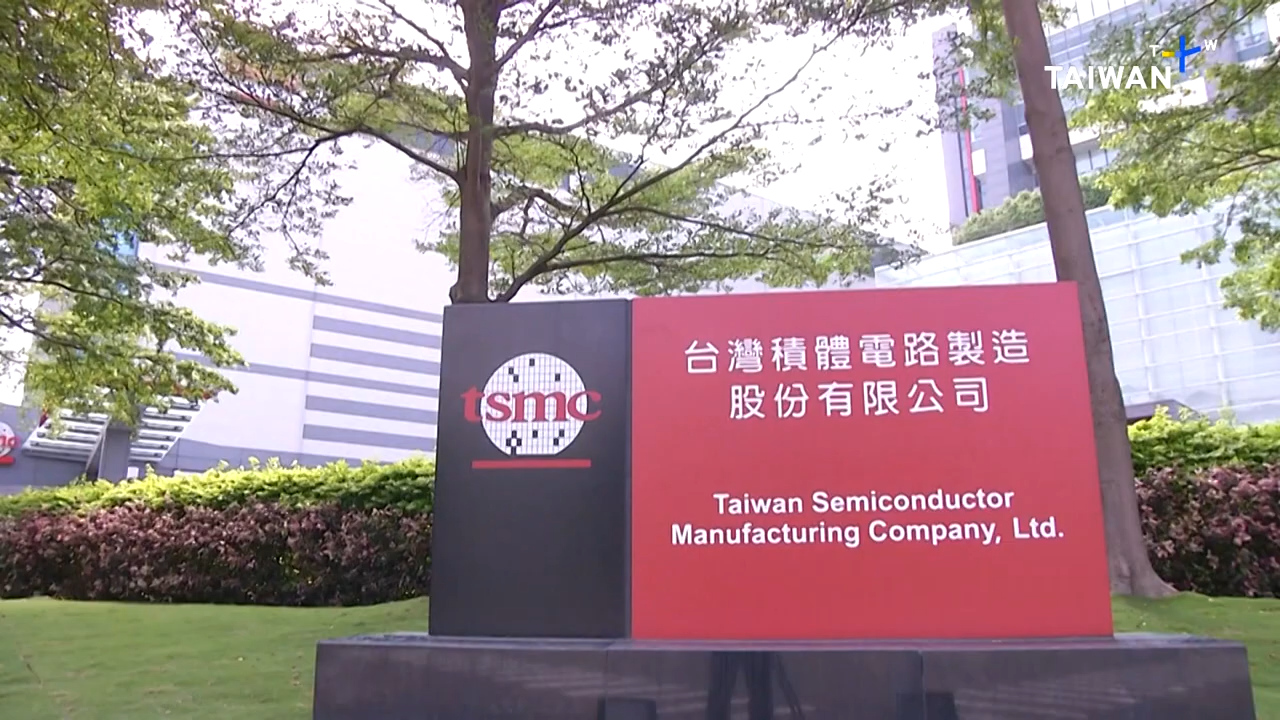 T
W
TAIWAN
tsmc
台灣積體電路製造
股份有限公司
Taiwan Semiconductor
Manufacturing Company, Ltd.